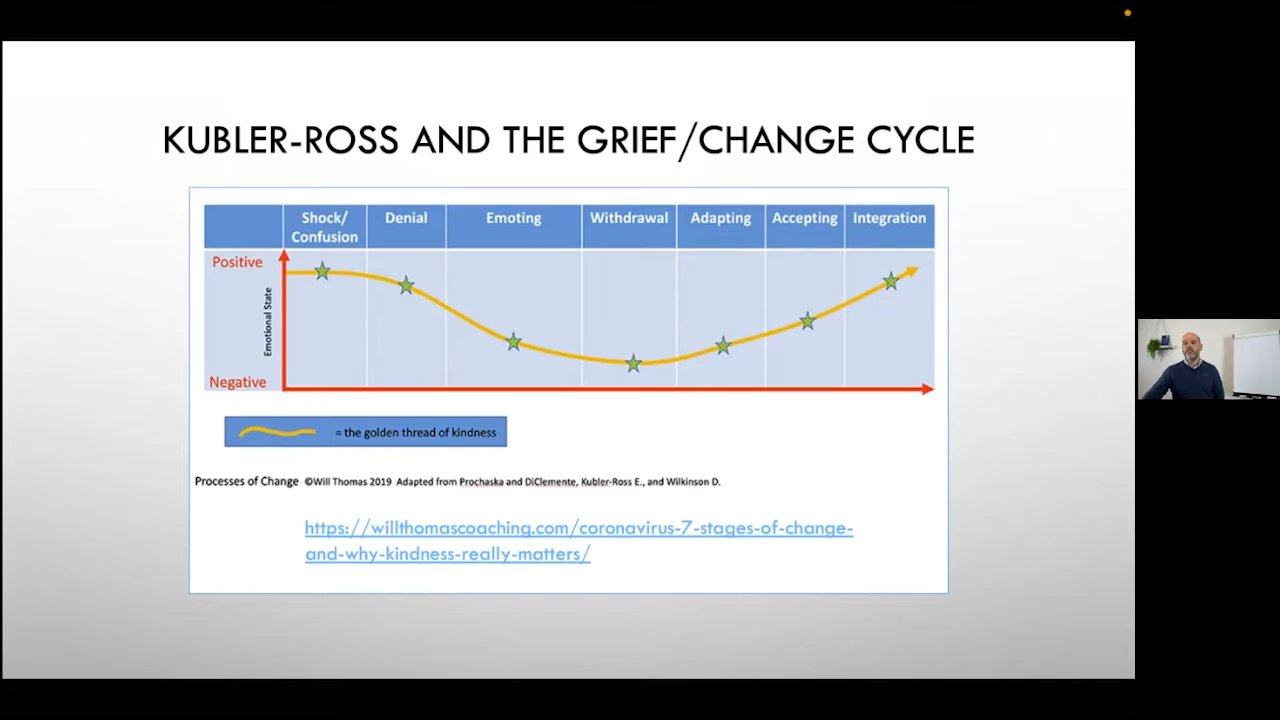 KUBLER-ROSS AND THE GRIEF/CHANGE CYCLE
Shock/
Confusion
Denial
Emoting
Withdrawal
Adapting
Accepting
Integration
Positive
Emotional State
Negative
= the golden thread of kindness
Processes of Change ©Will Thomas 2019 Adapted from Prochaska and DiClemente, Kubler-Ross E., and Wilkinson D.
https://willthomascoaching.com/coronavirus-7-stages-of-change-
and-why-kindness-really-matters/